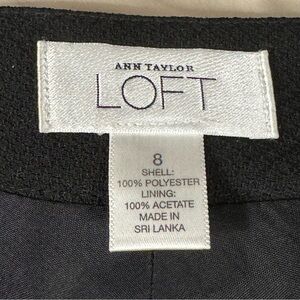 ANN TAYLOR
LOFT
8
SHELL:
100% POLYESTER
LINING:
100% ACETATE
MADE IN
SRI LANKA